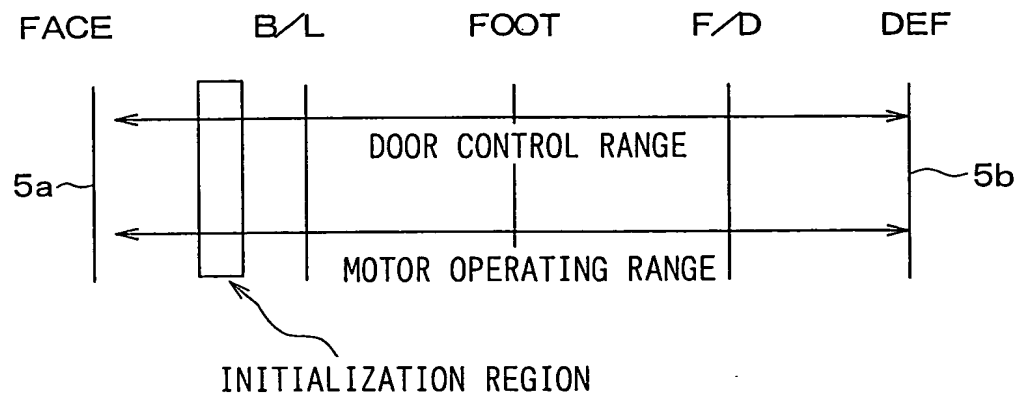 FACE B/L FOOT F/D DEF
DOOR CONTROL RANGE
5a 5b
MOTOR OPERATING RANGE
INITIALIZATION REGION